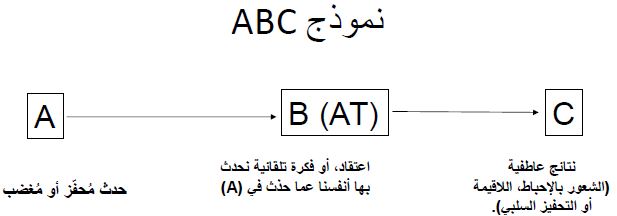 نموذج ABC
A
B (AT)
C
حدث مُحفّز أو مُغضب
اعتقاد، أو فكرة تلقائية نحدث
بها أنفسنا عما حدث في (A)
نتائج عاطفية
(الشعور بالإحباط، اللاقيمة
أو التحفيز السلبي).